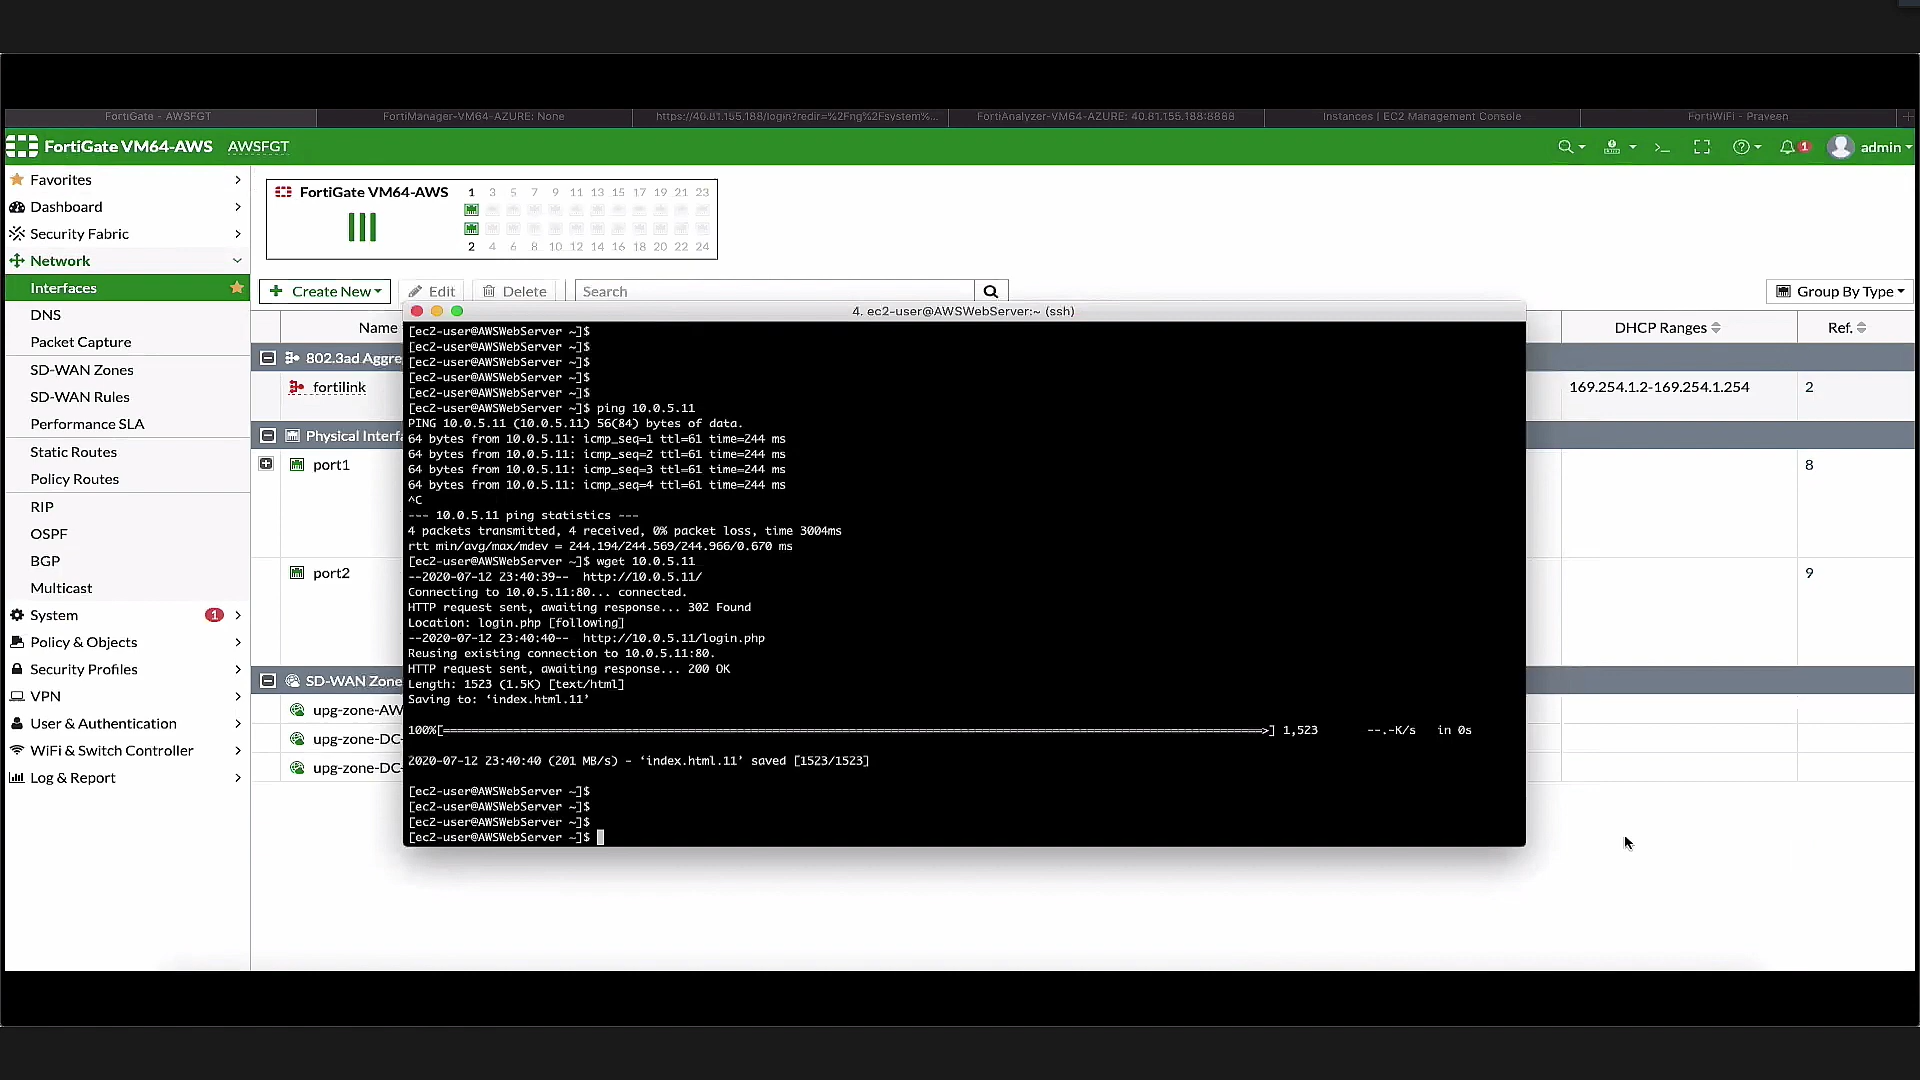 FortiGate - AWSFGT
FortiManager-VM64-AZURE: None
https://40.81.155.188/login?redir=%2Fng%2Fsystem%...
FortiAnalyzer-VM64-AZURE: 40.81.155.188:8888
Instances | EC2 Management Console
FortiWiFi - Praveen
FortiGate VM64-AWS AWSFGT
1 admin
Favorites
Dashboard
Security Fabric
Network
Interfaces
DNS
Packet Capture
SD-WAN Zones
SD-WAN Rules
Performance SLA
Static Routes
Policy Routes
RIP
OSPF
BGP
Multicast
System 1
Policy & Objects
Security Profiles
VPN
User & Authentication
WiFi & Switch Controller
Log & Report
FortiGate VM64-AWS
1 3 5 7 9 11 13 15 17 19 21 23
2 4 6 8 10 12 14 16 18 20 22 24
+ Create New Edit Delete Search Group By Type
Name DHCP Ranges Ref.
802.3ad Aggre
fortilink 169.254.1.2-169.254.1.254 2
Physical Interf
port1 8
port2 9
SD-WAN Zone
upg-zone-AW
upg-zone-DC-
upg-zone-DC-
4. ec2-user@AWSWebServer:~ (ssh)
[ec2-user@AWSWebServer ~]$
[ec2-user@AWSWebServer ~]$
[ec2-user@AWSWebServer ~]$
[ec2-user@AWSWebServer ~]$
[ec2-user@AWSWebServer ~]$
[ec2-user@AWSWebServer ~]$ ping 10.0.5.11
PING 10.0.5.11 (10.0.5.11) 56(84) bytes of data.
64 bytes from 10.0.5.11: icmp_seq=1 ttl=61 time=244 ms
64 bytes from 10.0.5.11: icmp_seq=2 ttl=61 time=244 ms
64 bytes from 10.0.5.11: icmp_seq=3 ttl=61 time=244 ms
64 bytes from 10.0.5.11: icmp_seq=4 ttl=61 time=244 ms
^C
--- 10.0.5.11 ping statistics ---
4 packets transmitted, 4 received, 0% packet loss, time 3004ms
rtt min/avg/max/mdev = 244.194/244.569/244.966/0.670 ms
[ec2-user@AWSWebServer ~]$ wget 10.0.5.11
--2020-07-12 23:40:39--  http://10.0.5.11/
Connecting to 10.0.5.11:80... connected.
HTTP request sent, awaiting response... 302 Found
Location: login.php [following]
--2020-07-12 23:40:40--  http://10.0.5.11/login.php
Reusing existing connection to 10.0.5.11:80.
HTTP request sent, awaiting response... 200 OK
Length: 1523 (1.5K) [text/html]
Saving to: ‘index.html.11’
100%[======================================================================>] 1,523 --.-K/s in 0s
2020-07-12 23:40:40 (201 MB/s) - ‘index.html.11’ saved [1523/1523]
[ec2-user@AWSWebServer ~]$
[ec2-user@AWSWebServer ~]$
[ec2-user@AWSWebServer ~]$
[ec2-user@AWSWebServer ~]$